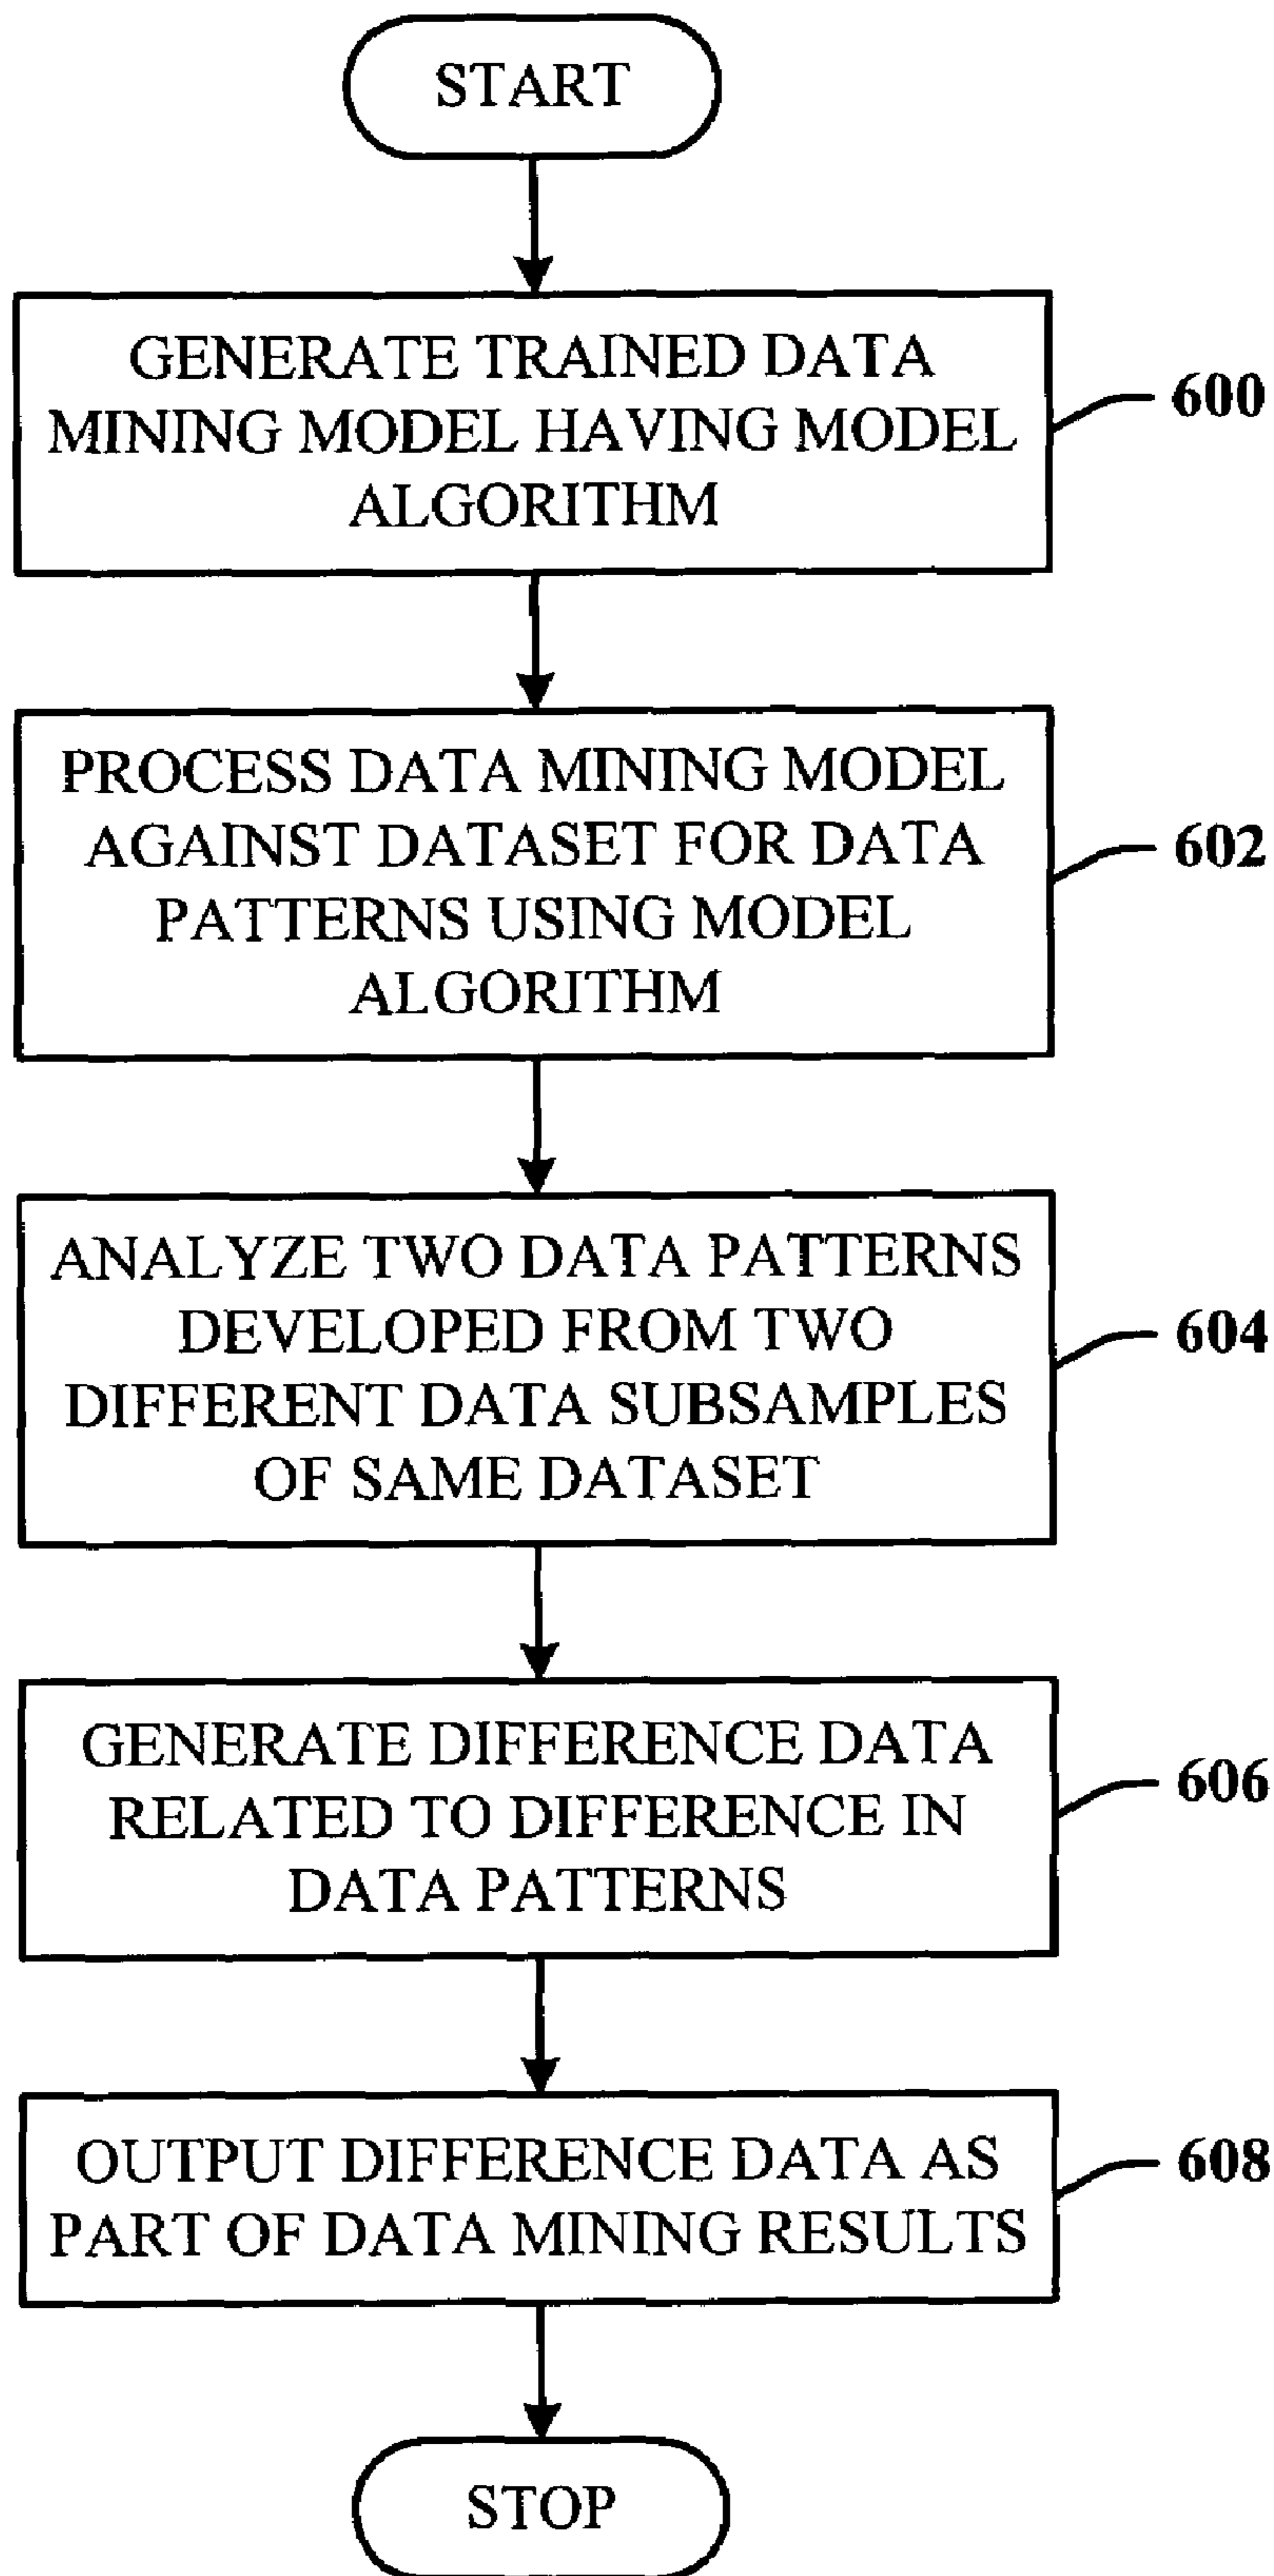 START
GENERATE TRAINED DATA
MINING MODEL HAVING MODEL
ALGORITHM
600
PROCESS DATA MINING MODEL
AGAINST DATASET FOR DATA
PATTERNS USING MODEL
ALGORITHM
602
ANALYZE TWO DATA PATTERNS
DEVELOPED FROM TWO
DIFFERENT DATA SUBSAMPLES
OF SAME DATASET
604
GENERATE DIFFERENCE DATA
RELATED TO DIFFERENCE IN
DATA PATTERNS
606
OUTPUT DIFFERENCE DATA AS
PART OF DATA MINING RESULTS
608
STOP